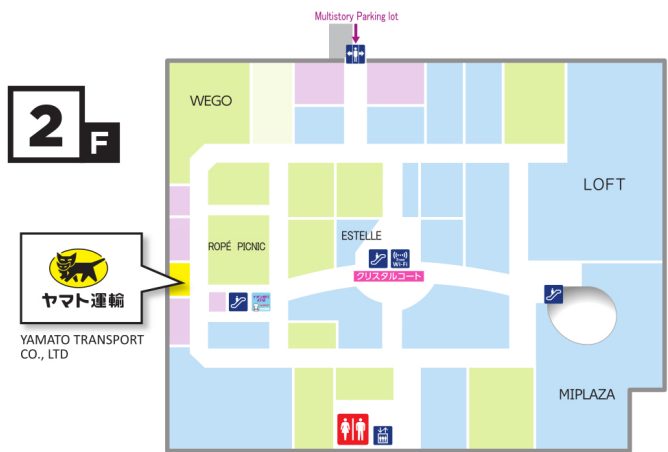 Multistory Parking lot
2F
WEGO
LOFT
ROPÉ PICNIC
ESTELLE
Free
Wi-Fi
クリスタルコート
ヤマト運輸
YAMATO TRANSPORT
CO., LTD
MIPLAZA